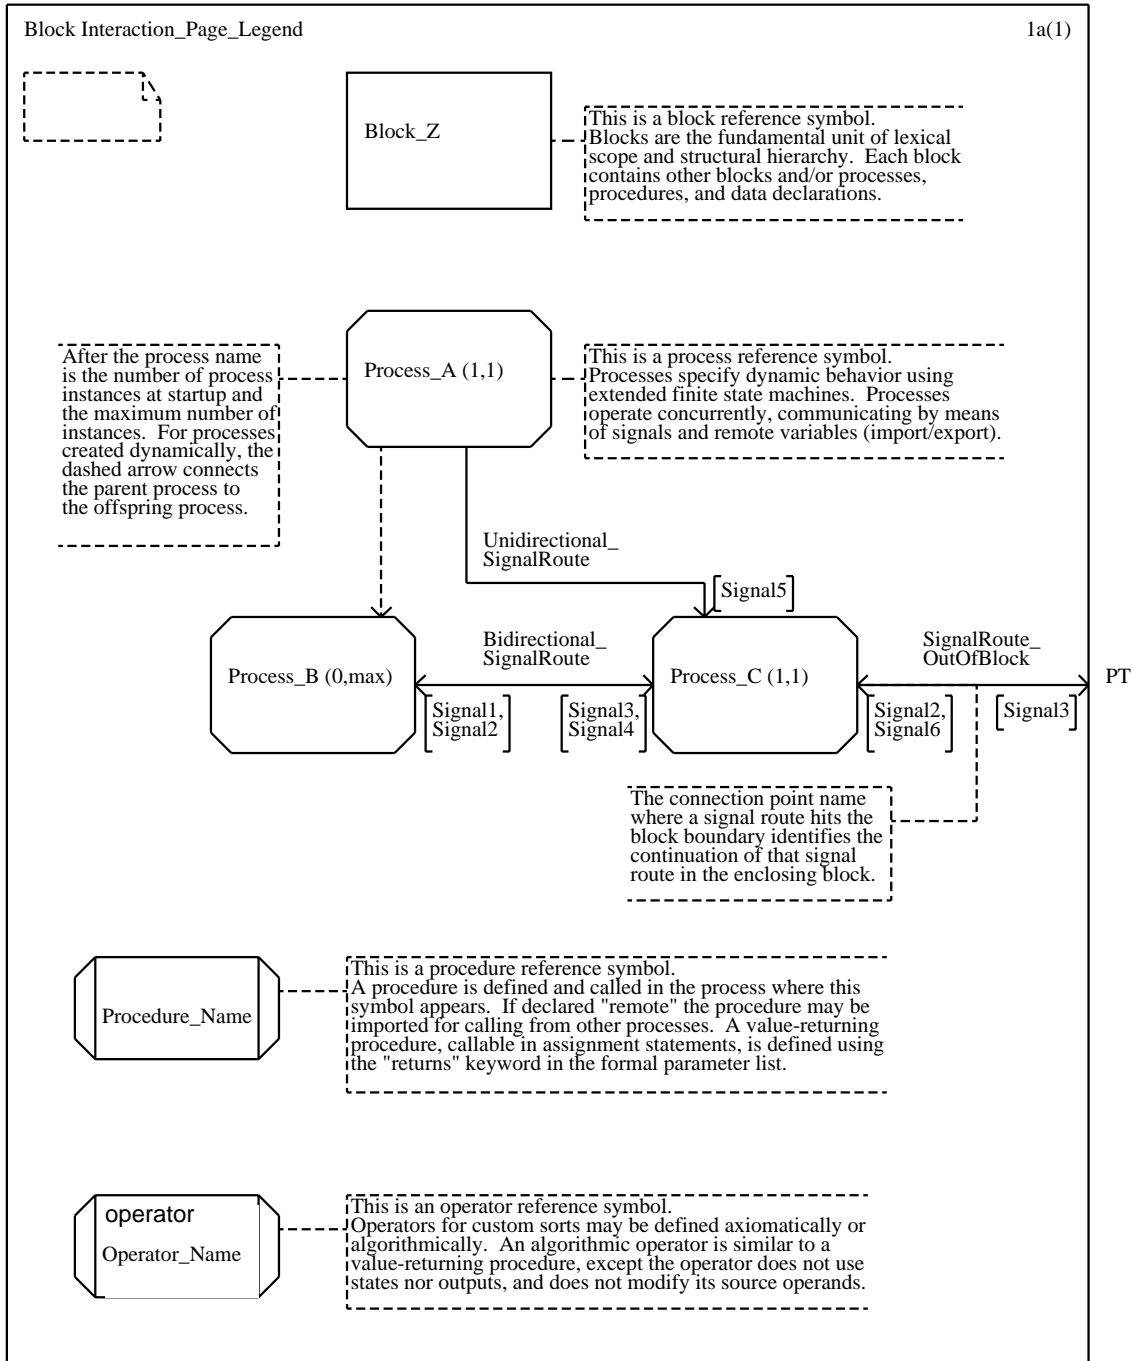 Block Interaction_Page_Legend
1a(1)
Block_Z
This is a block reference symbol.
Blocks are the fundamental unit of lexical
scope and structural hierarchy.  Each block
contains other blocks and/or processes,
procedures, and data declarations.
After the process name
is the number of process
instances at startup and
the maximum number of
instances.  For processes
created dynamically, the
dashed arrow connects
the parent process to
the offspring process.
Process_A (1,1)
This is a process reference symbol.
Processes specify dynamic behavior using
extended finite state machines.  Processes
operate concurrently, communicating by means
of signals and remote variables (import/export).
Unidirectional_
SignalRoute
Signal5
Process_B (0,max)
Bidirectional_
SignalRoute
Signal1,
Signal2
Signal3,
Signal4
Process_C (1,1)
SignalRoute_
OutOfBlock
Signal2,
Signal6
Signal3
PT
The connection point name
where a signal route hits the
block boundary identifies the
continuation of that signal
route in the enclosing block.
Procedure_Name
This is a procedure reference symbol.
A procedure is defined and called in the process where this
symbol appears.  If declared "remote" the procedure may be
imported for calling from other processes.  A value-returning
procedure, callable in assignment statements, is defined using
the "returns" keyword in the formal parameter list.
operator
Operator_Name
This is an operator reference symbol.
Operators for custom sorts may be defined axiomatically or
algorithmically.  An algorithmic operator is similar to a
value-returning procedure, except the operator does not use
states nor outputs, and does not modify its source operands.